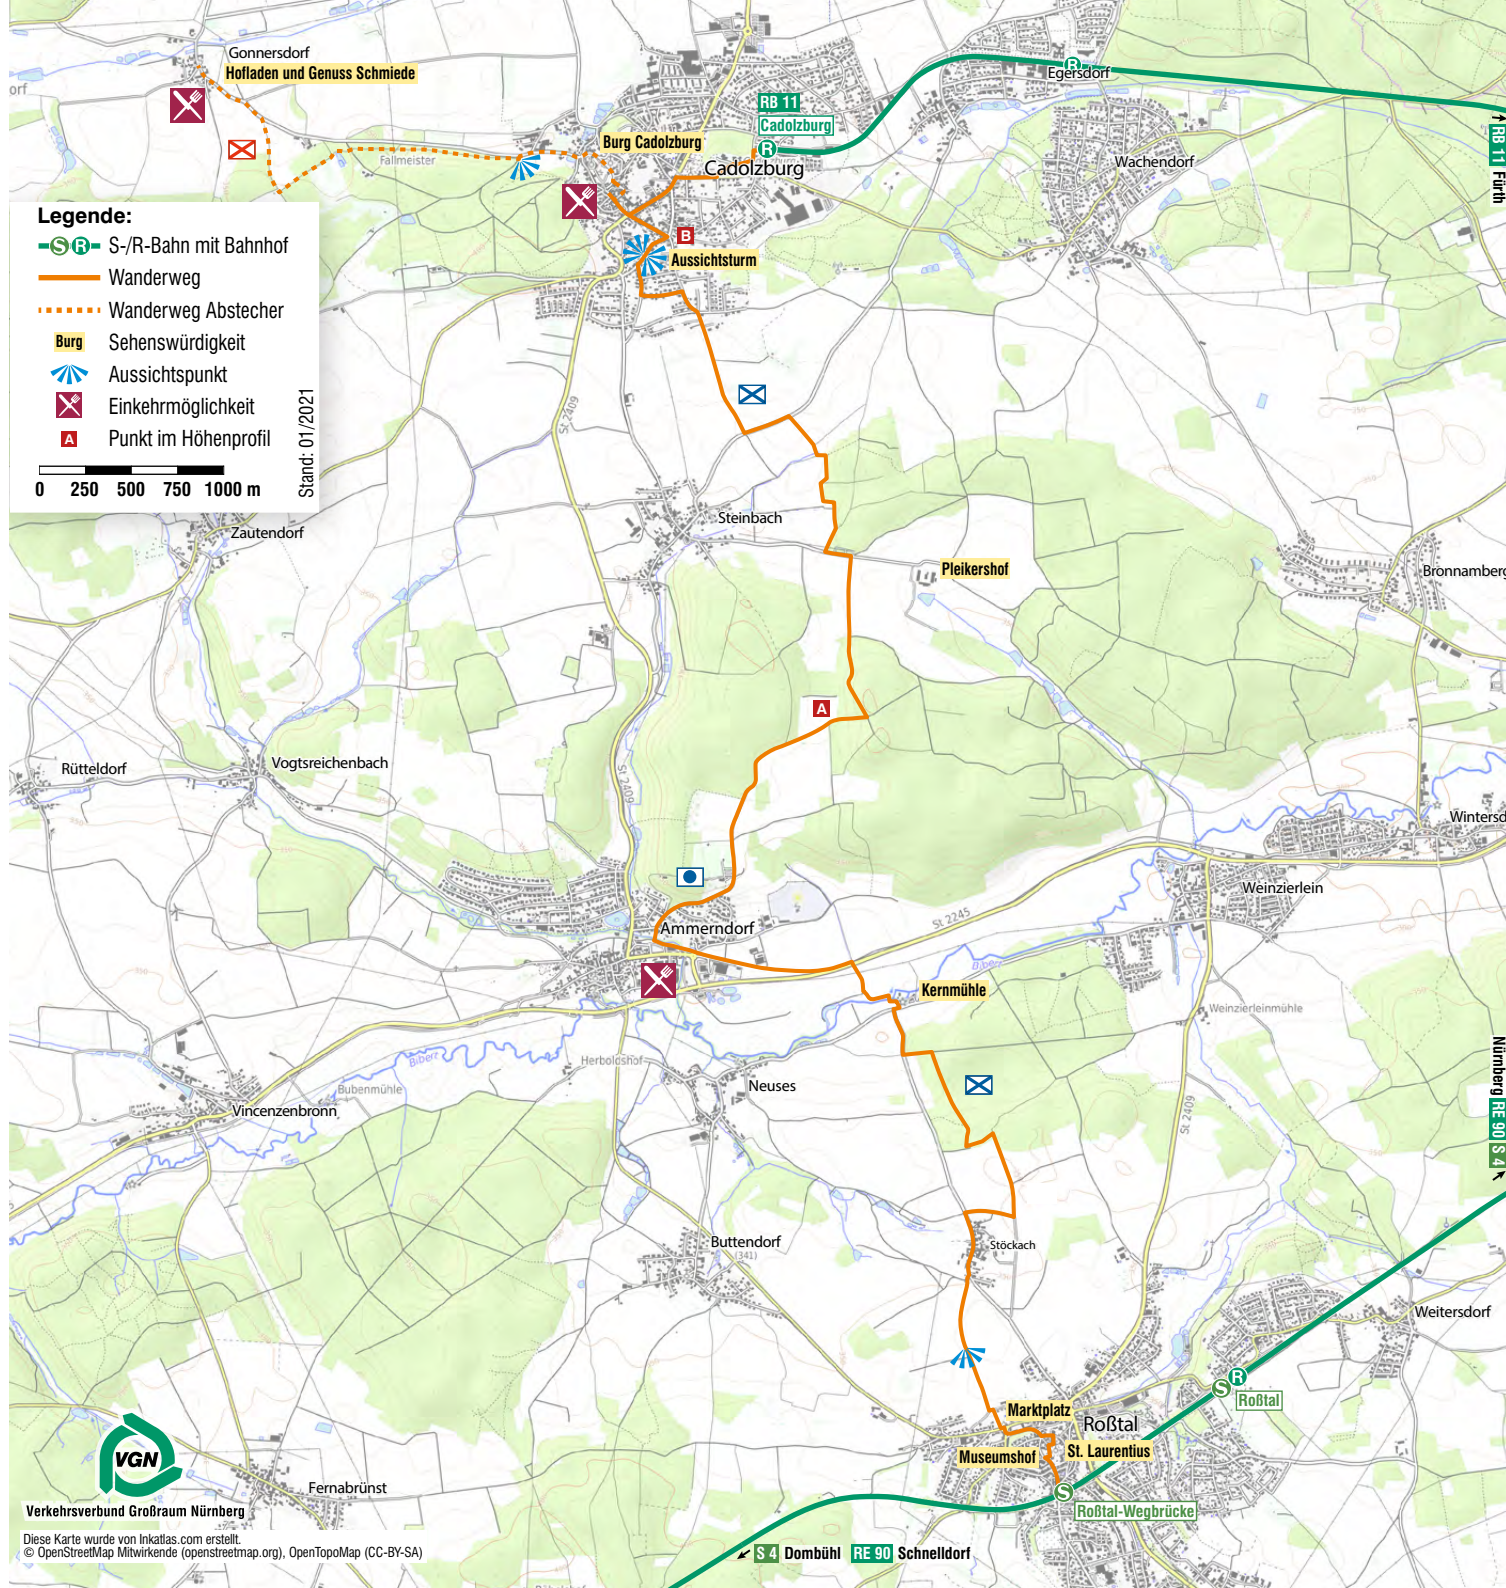 Gonnersdorf
Hofladen und Genuss Schmiede
Fallmeister
Burg Cadolzburg
RB 11
Cadolzburg
R
Cadolzburg
R
Egersdorf
Wachendorf
RB 11 Fürth
B
Aussichtsturm
Legende:
S R S-/R-Bahn mit Bahnhof
Wanderweg
Wanderweg Abstecher
Burg Sehenswürdigkeit
Aussichtspunkt
Einkehrmöglichkeit
A Punkt im Höhenprofil
0 250 500 750 1000 m
Stand: 01/2021
St 2409
Zautendorf
Steinbach
Pleikershof
Bronnamberg
A
Rütteldorf
Vogtsreichenbach
St 2409
Wintersd
Weinzierlein
Ammerndorf
St 2245
Bibert
Kernmühle
Weinzierleinmühle
Bibert
Herboldshof
Bubenmühle
Neuses
Vincenzenbronn
St 2409
Nürnberg RE 90 S 4
Buttendorf
(341)
Stöckach
Weitersdorf
S R
Roßtal
Marktplatz
Roßtal
Museumshof
St. Laurentius
S
Roßtal-Wegbrücke
VGN
Verkehrsverbund Großraum Nürnberg
Fernabrünst
Diese Karte wurde von Inkatlas.com erstellt.
© OpenStreetMap Mitwirkende (openstreetmap.org), OpenTopoMap (CC-BY-SA)
S 4 Dombühl RE 90 Schnelldorf